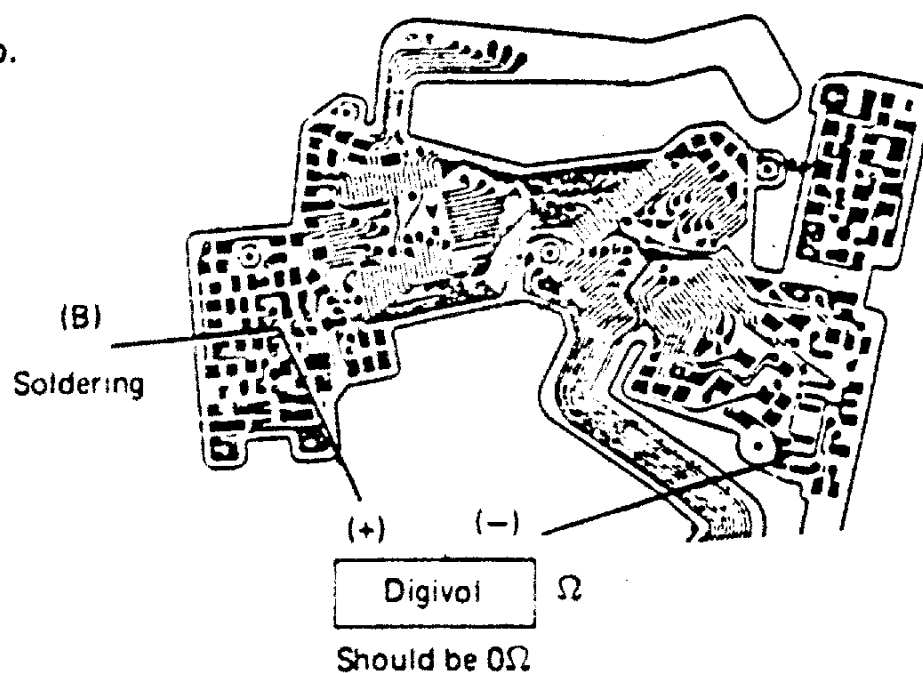 o.
(B)
Soldering
(+) (−)
Digivol Ω
Should be 0Ω